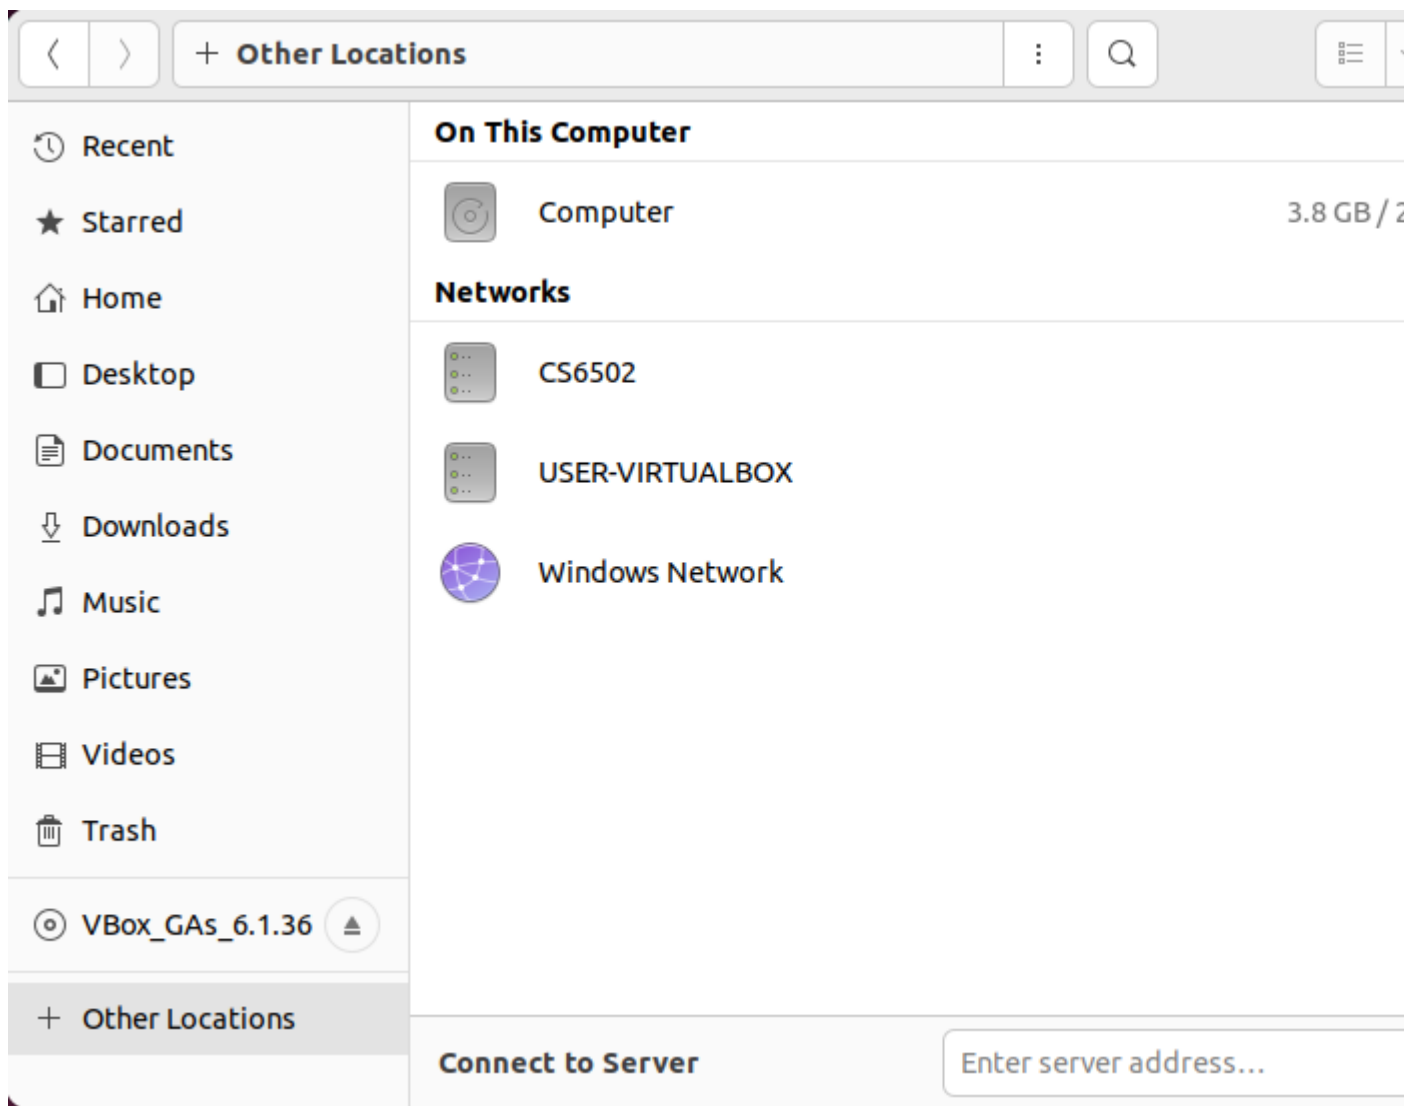 Other Locations
Recent
Starred
Home
Desktop
Documents
Downloads
Music
Pictures
Videos
Trash
VBox_GAs_6.1.36
Other Locations
On This Computer
Computer
3.8 GB / 2
Networks
CS6502
USER-VIRTUALBOX
Windows Network
Connect to Server
Enter server address...